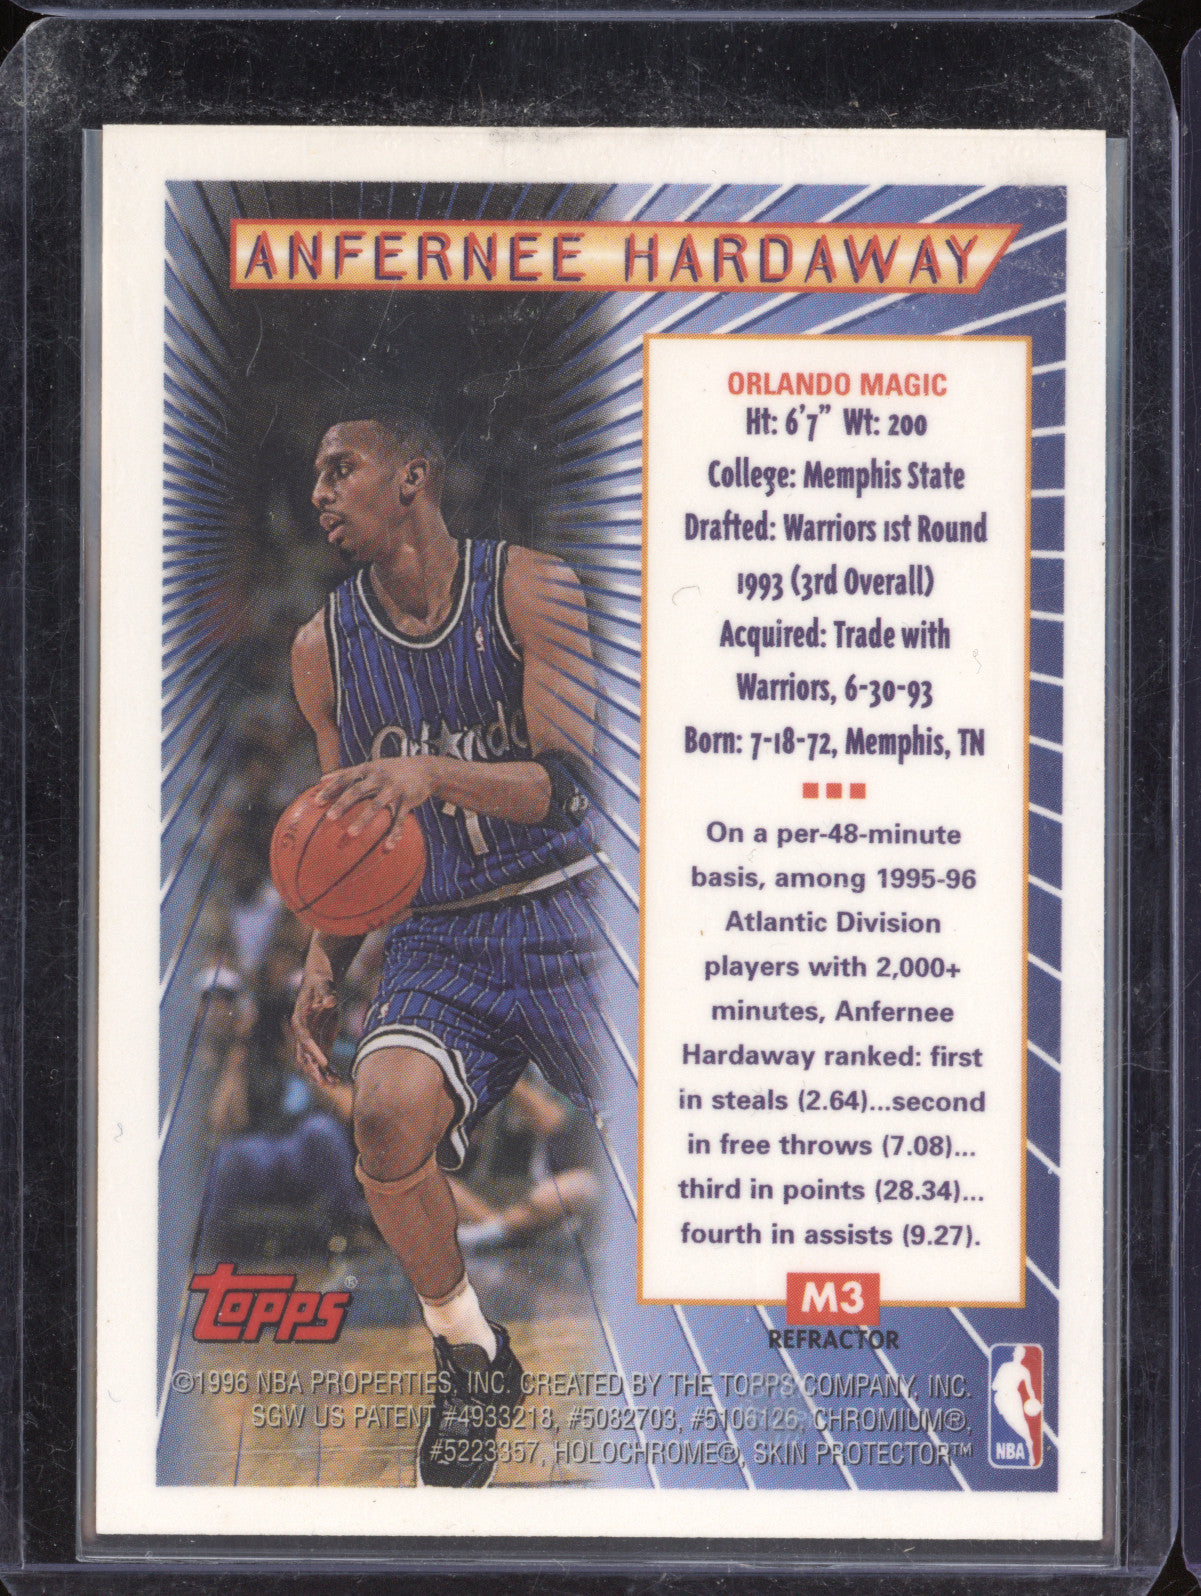 ANFERNEE HARDAWAY
ORLANDO MAGIC
Ht: 6'7" Wt: 200
College: Memphis State
Drafted: Warriors 1st Round
1993 (3rd Overall)
Acquired: Trade with
Warriors, 6-30-93
Born: 7-18-72, Memphis, TN
On a per-48-minute
basis, among 1995-96
Atlantic Division
players with 2,000+
minutes, Anfernee
Hardaway ranked: first
in steals (2.64)...second
in free throws (7.08)...
third in points (28.34)...
fourth in assists (9.27).
M3
REFRACTOR
Orlando
1
TOPPS®
©1996 NBA PROPERTIES, INC. CREATED BY THE TOPPS COMPANY, INC.
SGW US PATENT #4933218, #5082703, #5106126, CHROMIUM®,
#5223357, HOLOCHROME®, SKIN PROTECTOR™
NBA